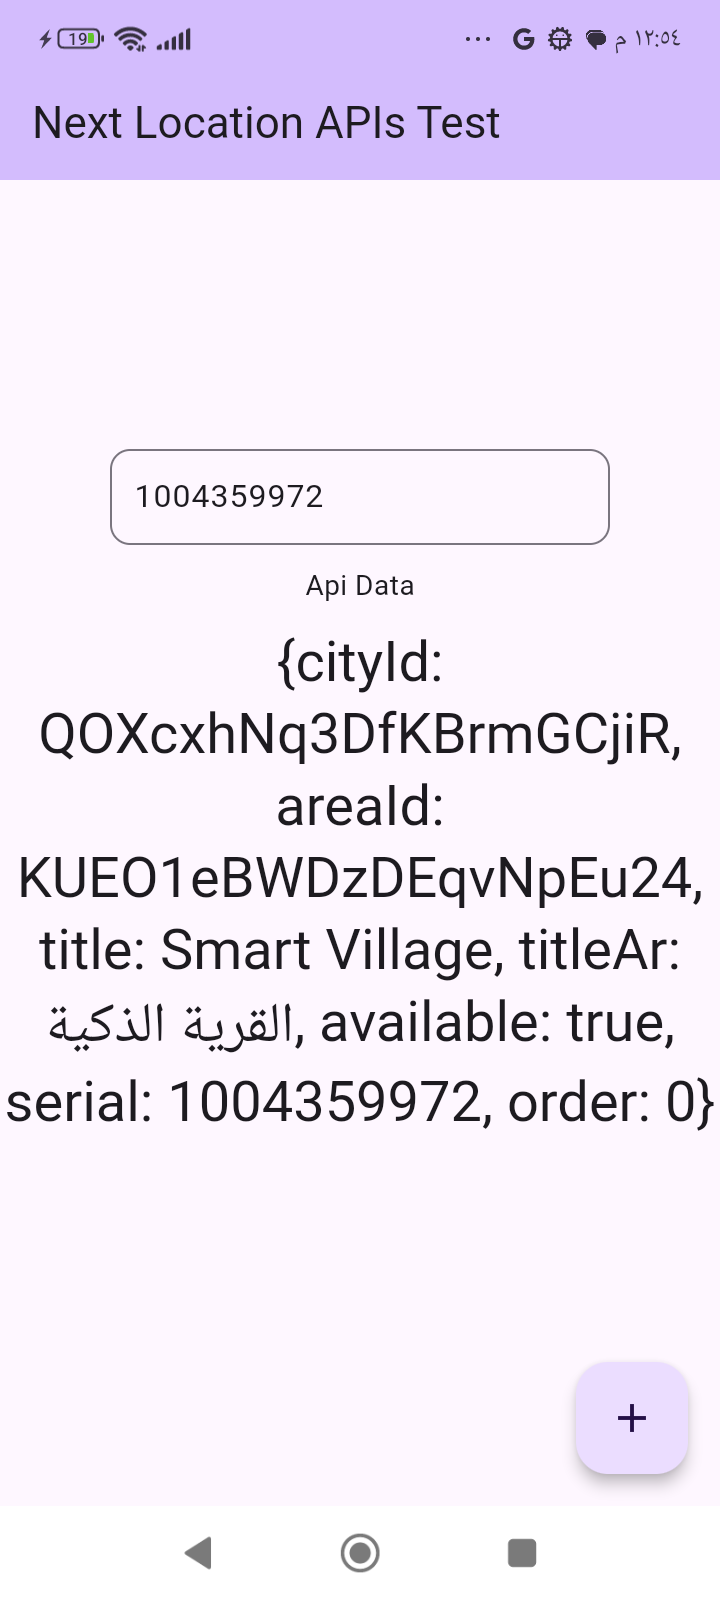 19
١٢:٥٤ م
Next Location APIs Test
1004359972
Api Data
{cityId:
QOXcxhNq3DfKBrmGCjiR,
areaId:
KUEO1eBWDzDEqvNpEu24,
title: Smart Village, titleAr:
القرية الذكية, available: true,
serial: 1004359972, order: 0}